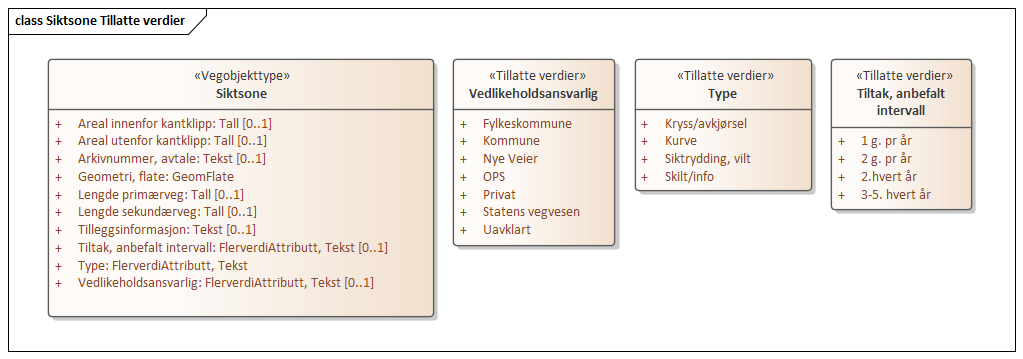 class Siktsone Tillatte verdier
«Vegobjekttype»
Siktsone
+ Areal innenfor kantklipp: Tall [0..1]
+ Areal utenfor kantklipp: Tall [0..1]
+ Arkivnummer, avtale: Tekst [0..1]
+ Geometri, flate: GeomFlate
+ Lengde primærveg: Tall [0..1]
+ Lengde sekundærveg: Tall [0..1]
+ Tilleggsinformasjon: Tekst [0..1]
+ Tiltak, anbefalt intervall: FlerverdiAttributt, Tekst [0..1]
+ Type: FlerverdiAttributt, Tekst
+ Vedlikeholdsansvarlig: FlerverdiAttributt, Tekst [0..1]
«Tillatte verdier»
Vedlikeholdsansvarlig
+ Fylkeskommune
+ Kommune
+ Nye Veier
+ OPS
+ Privat
+ Statens vegvesen
+ Uavklart
«Tillatte verdier»
Type
+ Kryss/avkjørsel
+ Kurve
+ Siktrydding, vilt
+ Skilt/info
«Tillatte verdier»
Tiltak, anbefalt
intervall
+ 1 g. pr år
+ 2 g. pr år
+ 2.hvert år
+ 3-5. hvert år